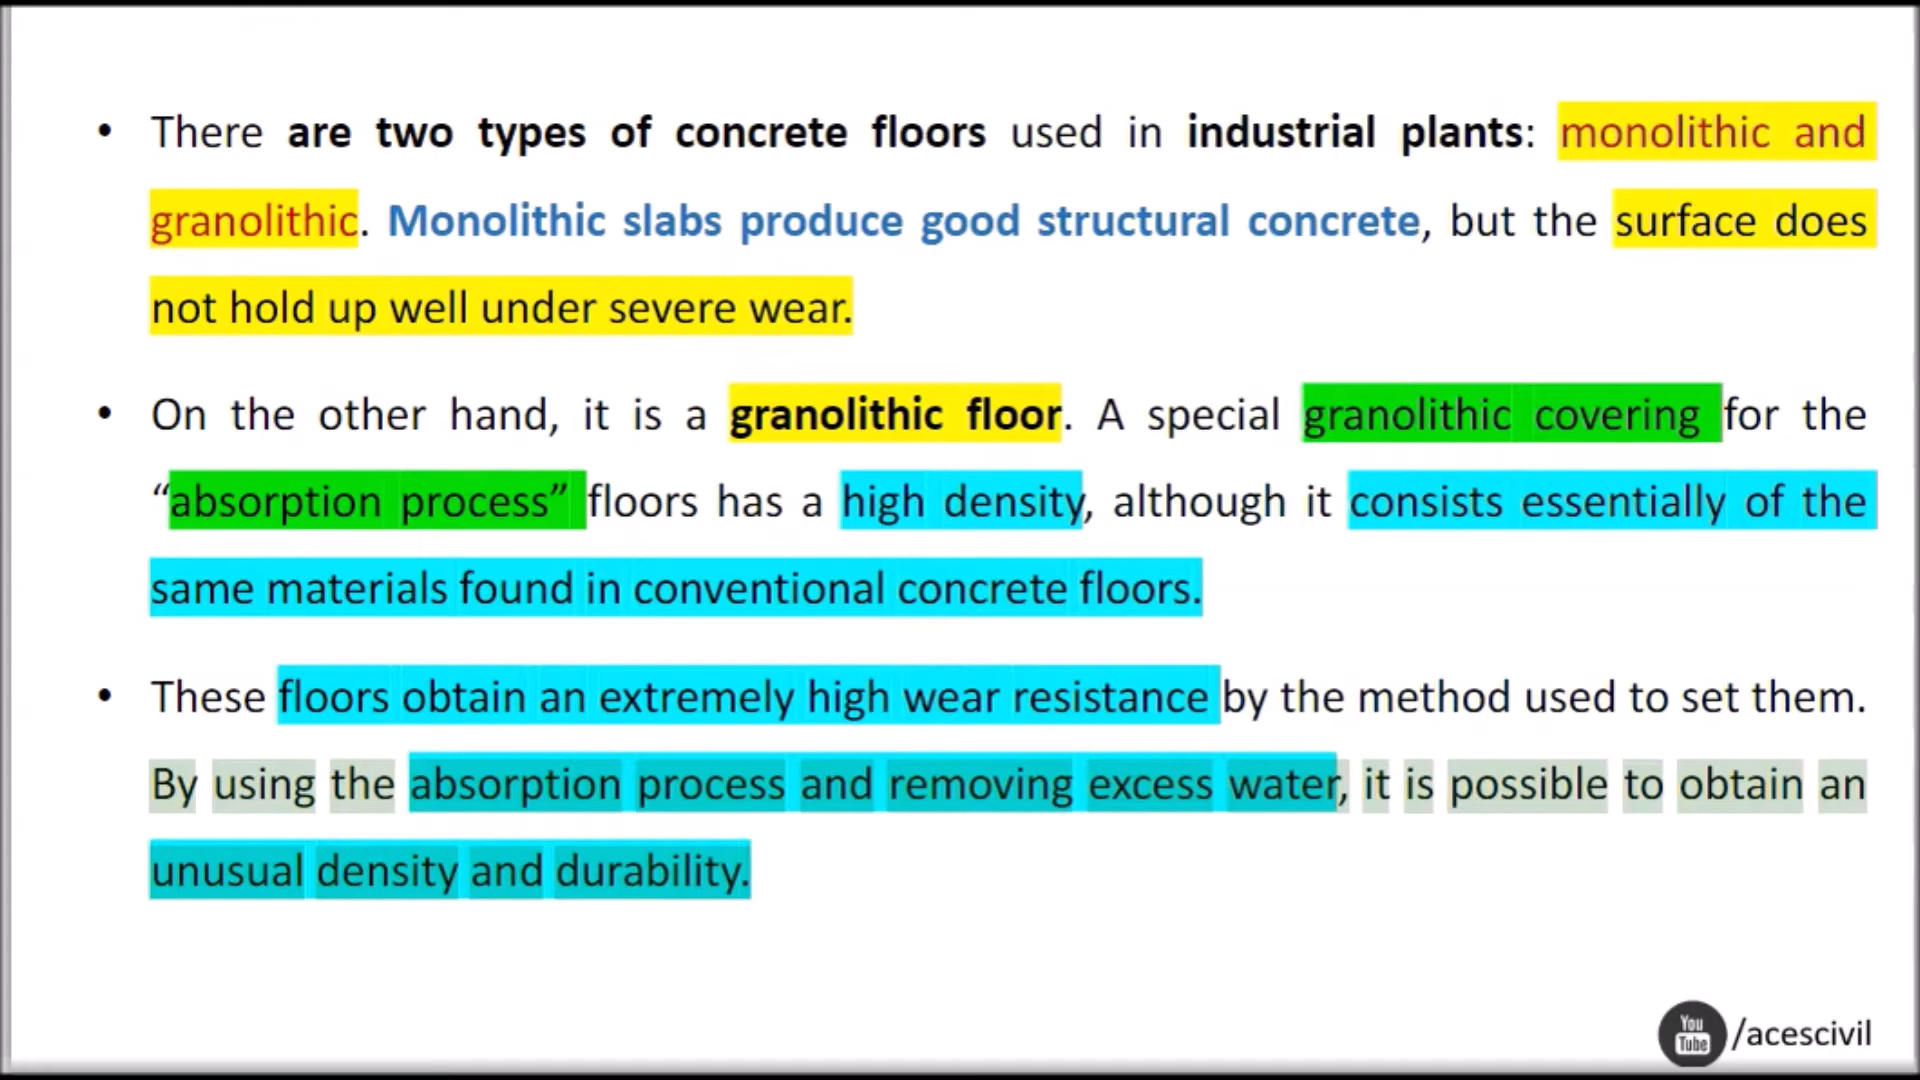 • There are two types of concrete floors used in industrial plants: monolithic and
granolithic. Monolithic slabs produce good structural concrete, but the surface does
not hold up well under severe wear.
• On the other hand, it is a granolithic floor. A special granolithic covering for the
“absorption process” floors has a high density, although it consists essentially of the
same materials found in conventional concrete floors.
• These floors obtain an extremely high wear resistance by the method used to set them.
By using the absorption process and removing excess water, it is possible to obtain an
unusual density and durability.
You
Tube
/acescivil